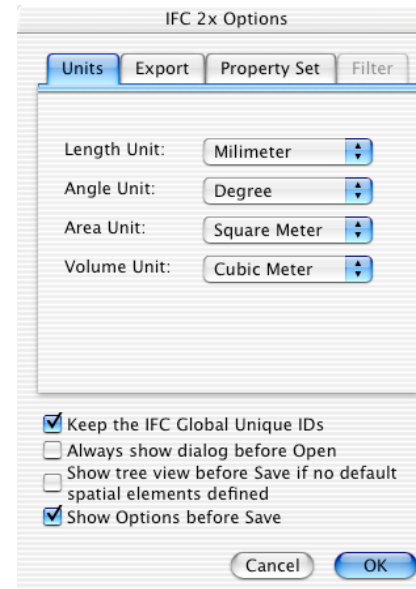 IFC 2x Options
Units Export Property Set Filter
Length Unit: Milimeter
Angle Unit: Degree
Area Unit: Square Meter
Volume Unit: Cubic Meter
Keep the IFC Global Unique IDs
Always show dialog before Open
Show tree view before Save if no default
spatial elements defined
Show Options before Save
Cancel OK